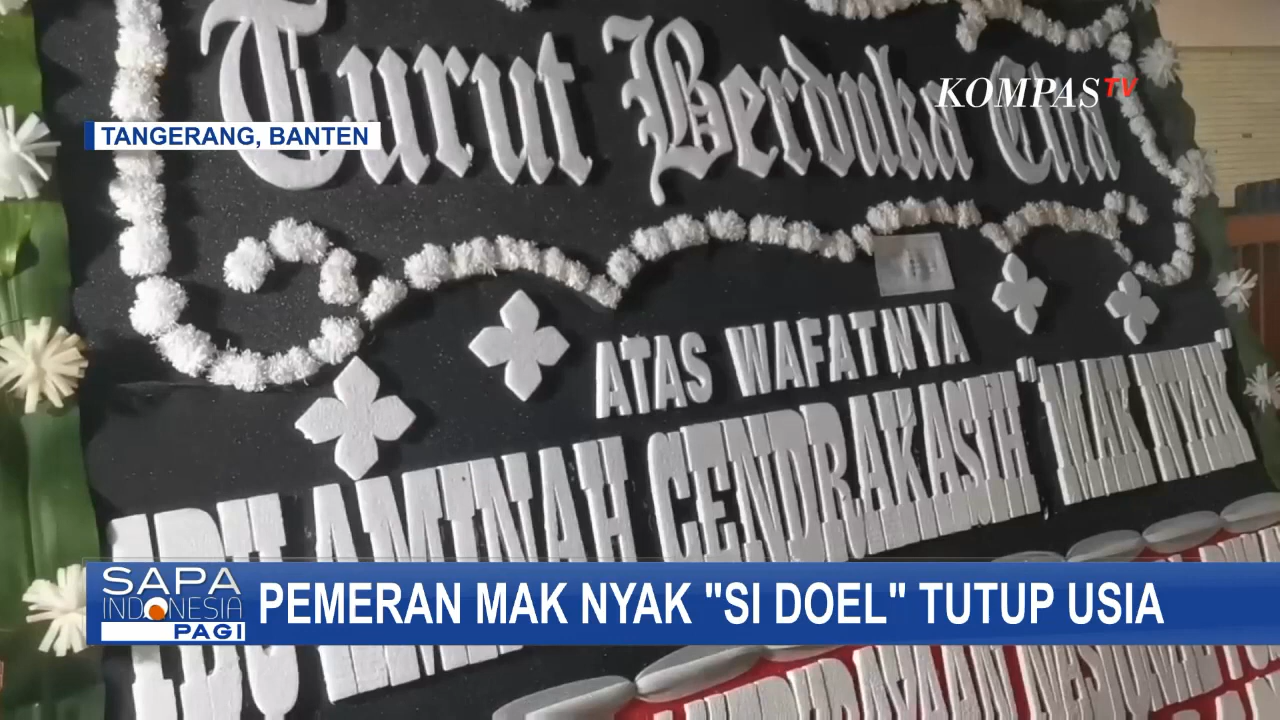 Turut Berduka Cita
KOMPASTV
TANGERANG, BANTEN
ATAS WAFATNYA
IBU AMINAH CENDRAKASIH "MAK NYAK"
SAPA
INDONESIA
PAGI
PEMERAN MAK NYAK "SI DOEL" TUTUP USIA